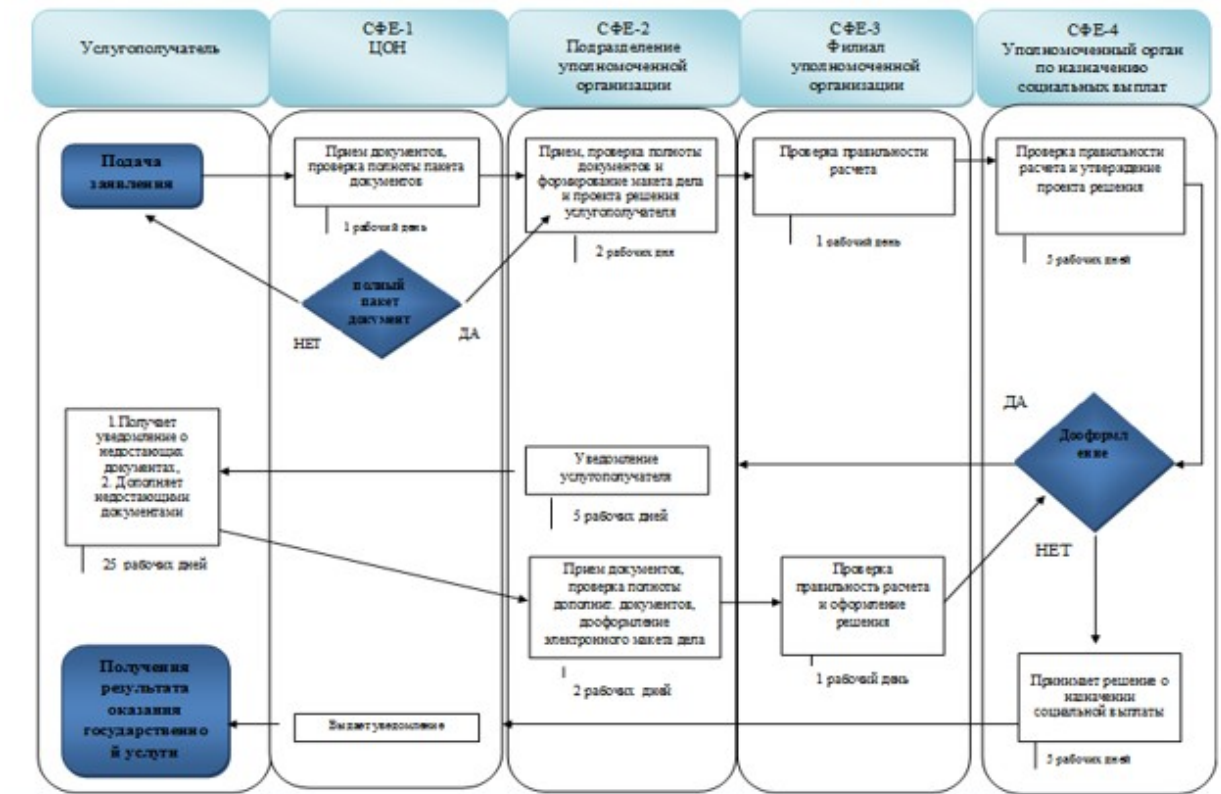 Услугополучатель
СФЕ-1
ЦОН
СФЕ-2
Подразделение
уполномоченной
организации
СФЕ-3
Филиал
уполномоченной
организации
СФЕ-4
Уполномоченный орган
по назначению
социальных выплат
Подача
заявления
Прием документов,
проверка полноты пакета
документов
1 рабочий день
Прием, проверка полноты
документов и
формирование макета дела
и проекта решения
услугополучателя
2 рабочих дня
Проверка правильности
расчета
1 рабочий день
Проверка правильности
расчета и утверждение
проекта решения
5 рабочих дней
полный
пакет
документ
НЕТ
ДА
1.Получает
уведомление о
недостающих
документах,
2. Дополняет
недостающими
документами
25 рабочих дней
Уведомление
услугополучателя
5 рабочих дней
ДА
Дооформл
ение
НЕТ
Прием документов,
проверка полноты
дополнит. документов,
дооформление
электронного макета дела
2 рабочих дней
Проверка
правильность расчета
и оформление
решения
1 рабочий день
Принимает решение о
назначении
социальной выплаты
5 рабочих дней
Выдает уведомление
Получения
результата
оказания
государственно
й услуги